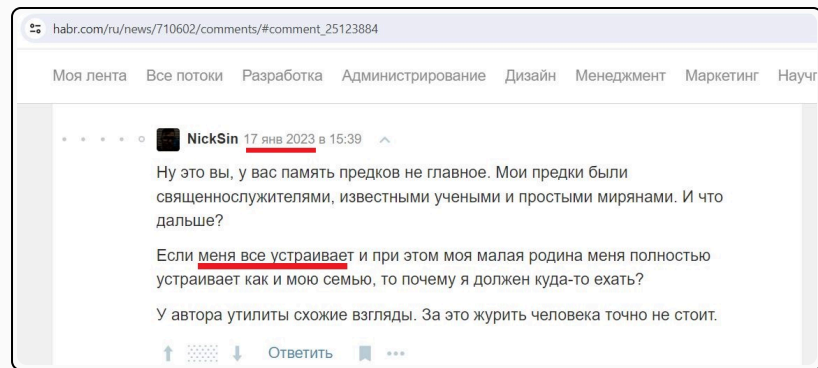 habr.com/ru/news/710602/comments/#comment_25123884
Моя лента Все потоки Разработка Администрирование Дизайн Менеджмент Маркетинг Науч
NickSin 17 янв 2023 в 15:39
Ну это вы, у вас память предков не главное. Мои предки были
священнослужителями, известными учеными и простыми мирянами. И что
дальше?
Если меня все устраивает и при этом моя малая родина меня полностью
устраивает как и мою семью, то почему я должен куда-то ехать?
У автора утилиты схожие взгляды. За это журить человека точно не стоит.
Ответить